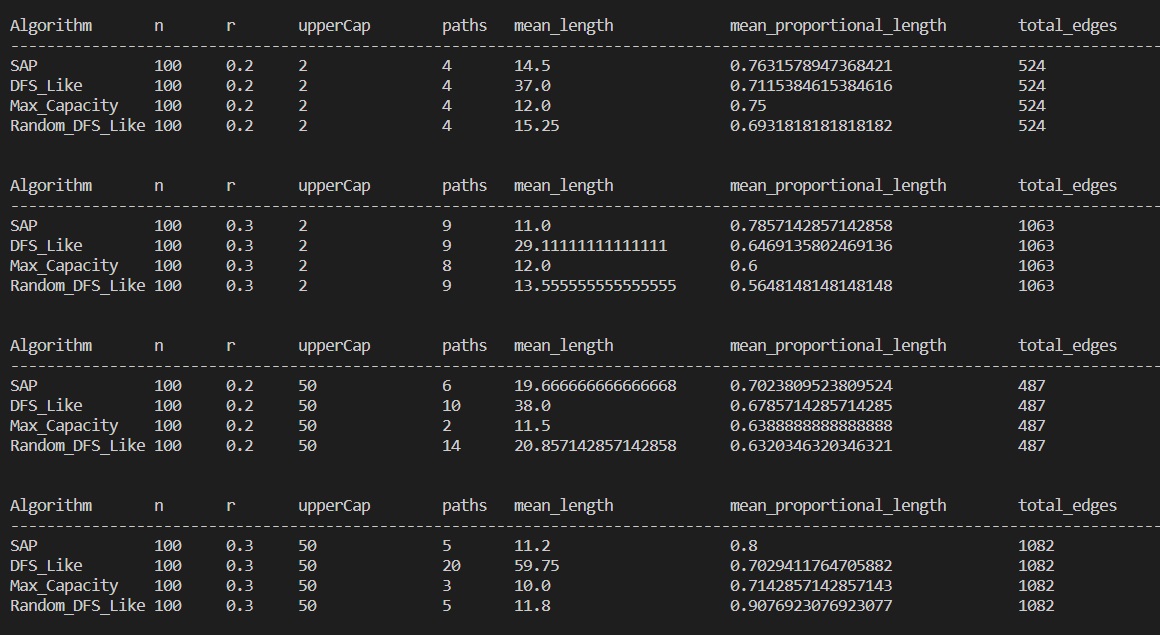 Algorithm n r upperCap paths mean_length mean_proportional_length total_edges
--------------------------------------------------------------------------------------------------------------------------------
SAP 100 0.2 2 4 14.5 0.7631578947368421 524
DFS_Like 100 0.2 2 4 37.0 0.7115384615384616 524
Max_Capacity 100 0.2 2 4 12.0 0.75 524
Random_DFS_Like 100 0.2 2 4 15.25 0.6931818181818182 524
Algorithm n r upperCap paths mean_length mean_proportional_length total_edges
--------------------------------------------------------------------------------------------------------------------------------
SAP 100 0.3 2 9 11.0 0.7857142857142858 1063
DFS_Like 100 0.3 2 9 29.11111111111111 0.6469135802469136 1063
Max_Capacity 100 0.3 2 8 12.0 0.6 1063
Random_DFS_Like 100 0.3 2 9 13.555555555555555 0.5648148148148148 1063
Algorithm n r upperCap paths mean_length mean_proportional_length total_edges
--------------------------------------------------------------------------------------------------------------------------------
SAP 100 0.2 50 6 19.666666666666668 0.7023809523809524 487
DFS_Like 100 0.2 50 10 38.0 0.6785714285714285 487
Max_Capacity 100 0.2 50 2 11.5 0.6388888888888888 487
Random_DFS_Like 100 0.2 50 14 20.857142857142858 0.6320346320346321 487
Algorithm n r upperCap paths mean_length mean_proportional_length total_edges
--------------------------------------------------------------------------------------------------------------------------------
SAP 100 0.3 50 5 11.2 0.8 1082
DFS_Like 100 0.3 50 20 59.75 0.7029411764705882 1082
Max_Capacity 100 0.3 50 3 10.0 0.7142857142857143 1082
Random_DFS_Like 100 0.3 50 5 11.8 0.9076923076923077 1082